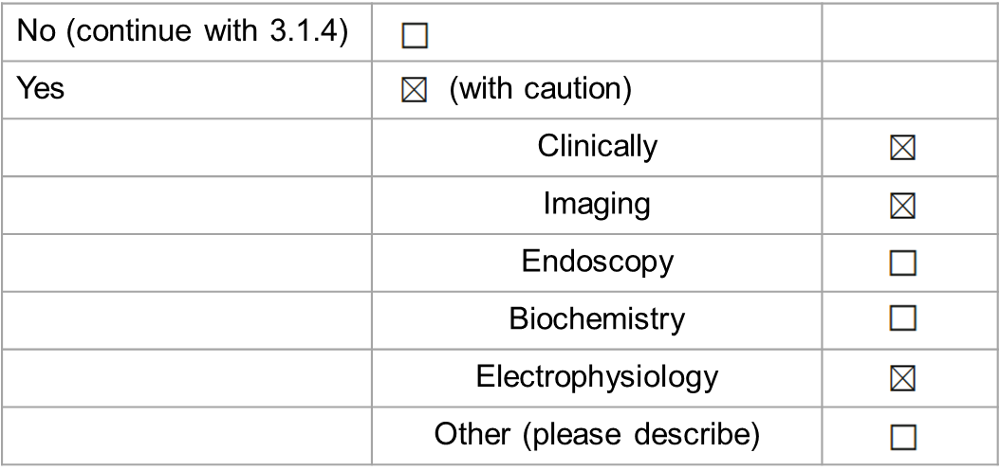 No (continue with 3.1.4) ☐
Yes ☒ (with caution)
Clinically ☒
Imaging ☒
Endoscopy ☐
Biochemistry ☐
Electrophysiology ☒
Other (please describe) ☐